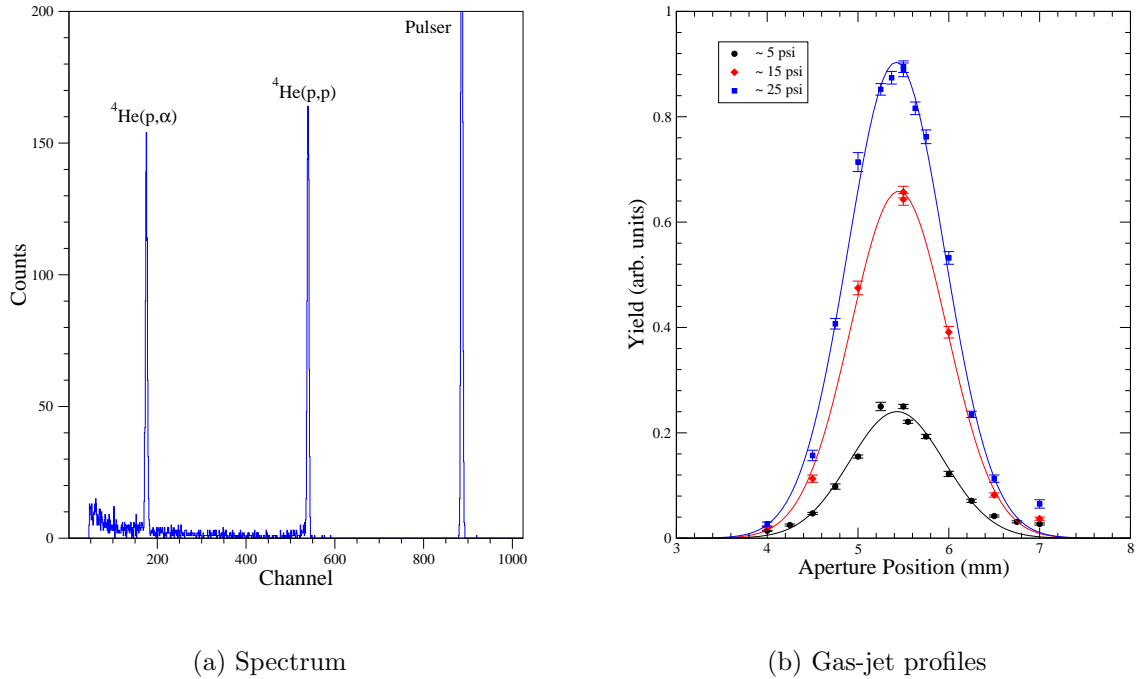 200
150
100
50
0
Counts
200
400
600
800
1000
Channel
⁴He(p,α)
⁴He(p,p)
Pulser
(a) Spectrum
1
0.8
0.6
0.4
0.2
0
Yield (arb. units)
~ 5 psi
~ 15 psi
~ 25 psi
3
4
5
6
7
8
Aperture Position (mm)
(b) Gas-jet profiles